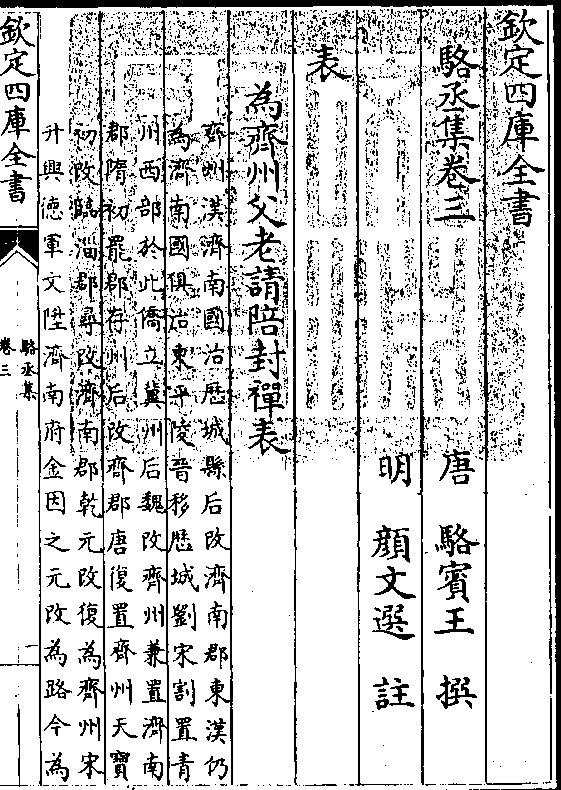 欽定四庫全書
駱丞集卷三
唐 駱賓王 撰
明 顏文選 註
表
為齊州父老請陪封禪表
齊州漢濟南國治歷城縣后改濟南郡東漢仍
為濟南國俱治東平陵晉移歷城劉宋割置青
州西部於此僑立冀州后魏改齊州兼置濟南
郡隋初罷郡存州后改齊郡唐復置齊州天寶
初改臨淄郡尋改濟南郡乾元改復為齊州宋
升興德軍文陞濟南府金因之元改為路今為
欽定四庫全書
駱丞集
卷三